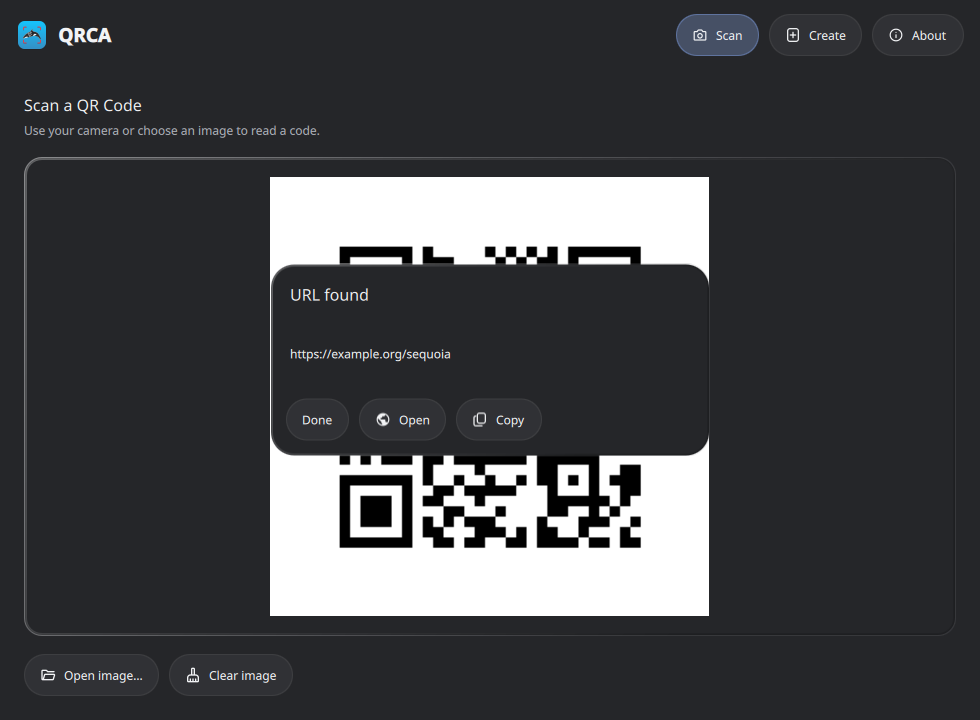 QRCA
Scan
Create
About
Scan a QR Code
Use your camera or choose an image to read a code.
URL found
https://example.org/sequoia
Done
Open
Copy
Open image...
Clear image